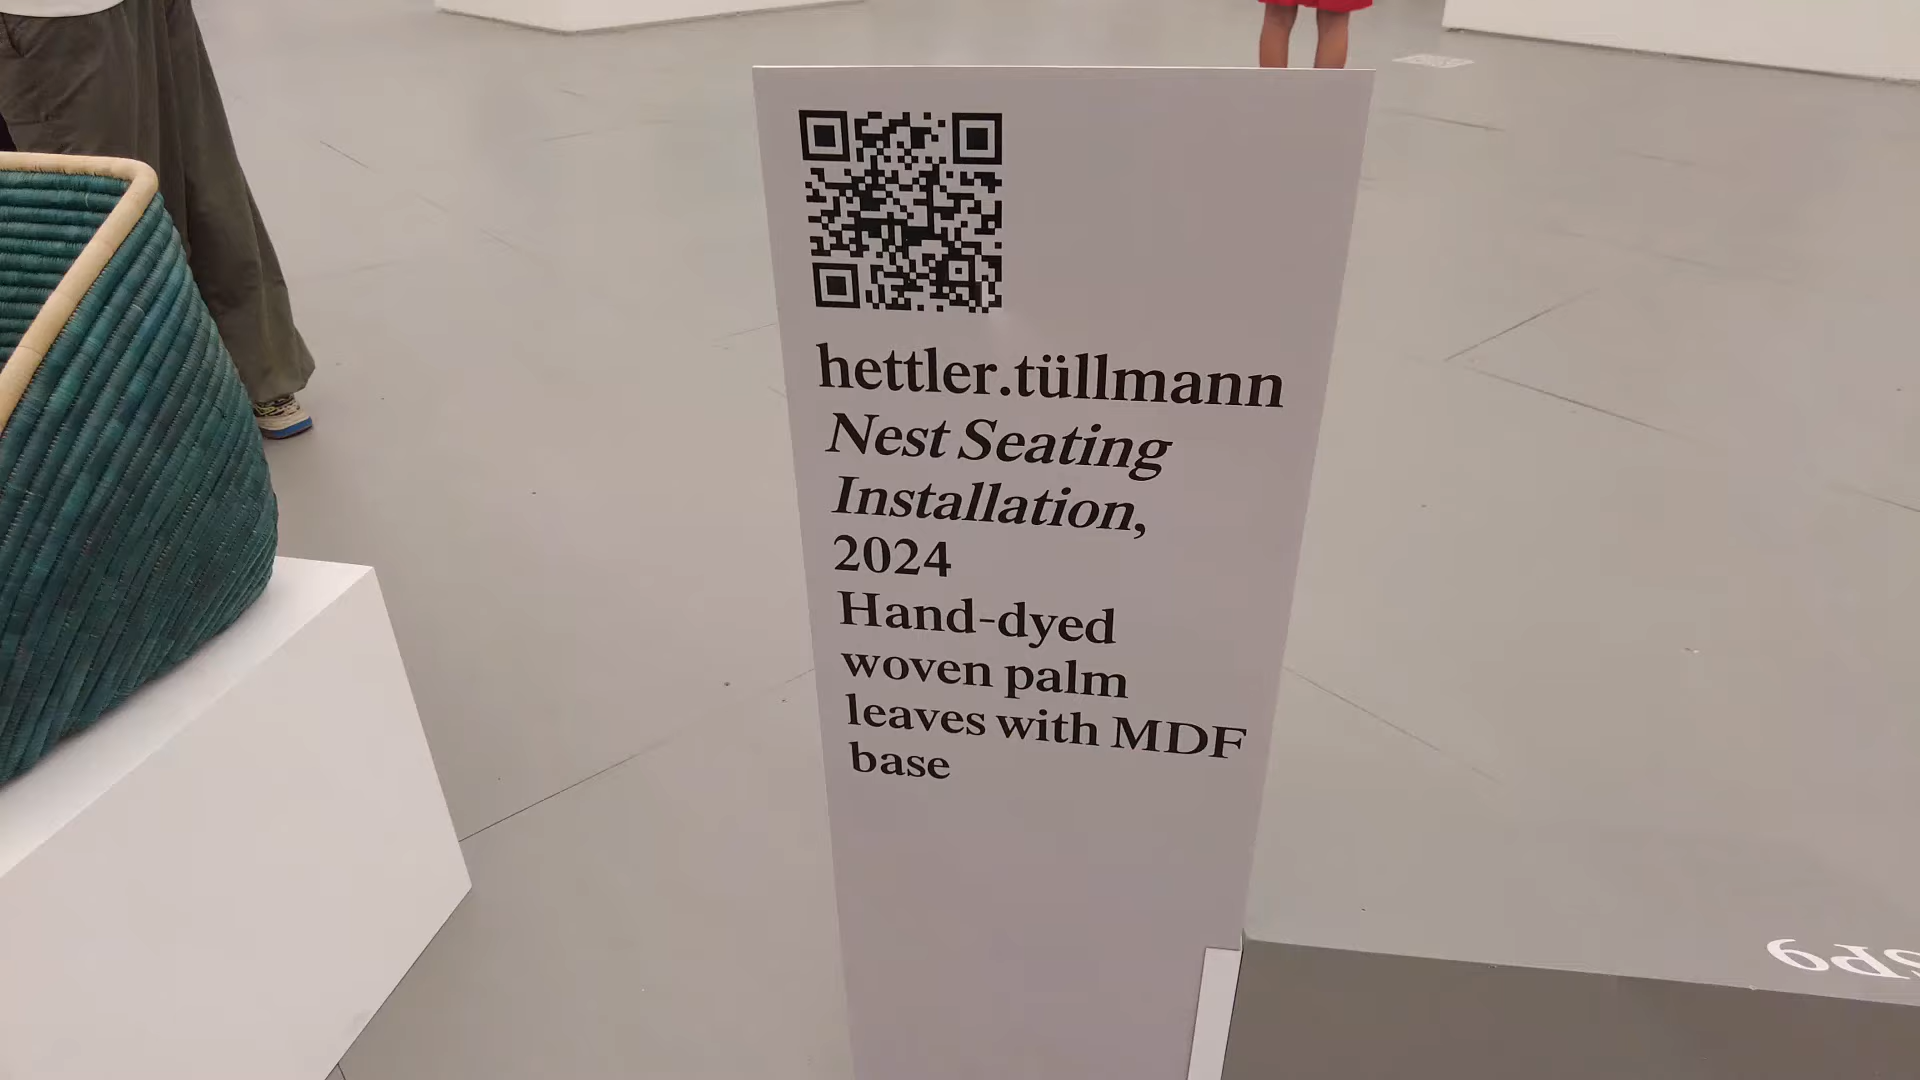 hettler.tüllmann
Nest Seating
Installation,
2024
Hand-dyed
woven palm
leaves with MDF
base